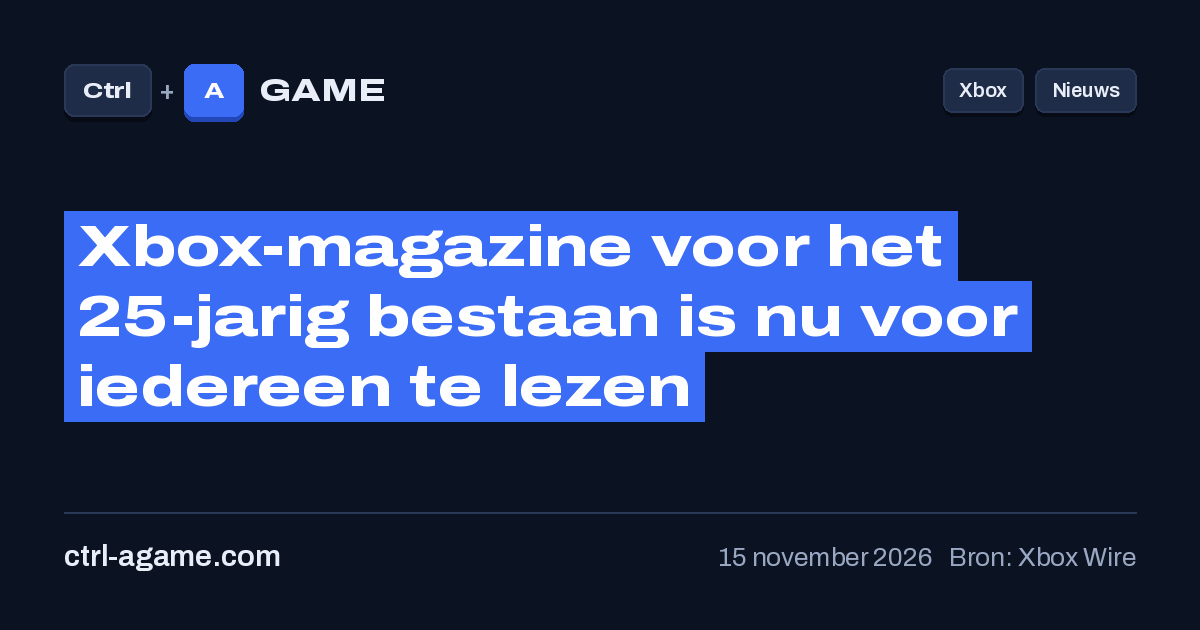 Ctrl + A GAME
Xbox Nieuws
Xbox-magazine voor het
25-jarig bestaan is nu voor
iedereen te lezen
ctrl-agame.com
15 november 2026 Bron: Xbox Wire